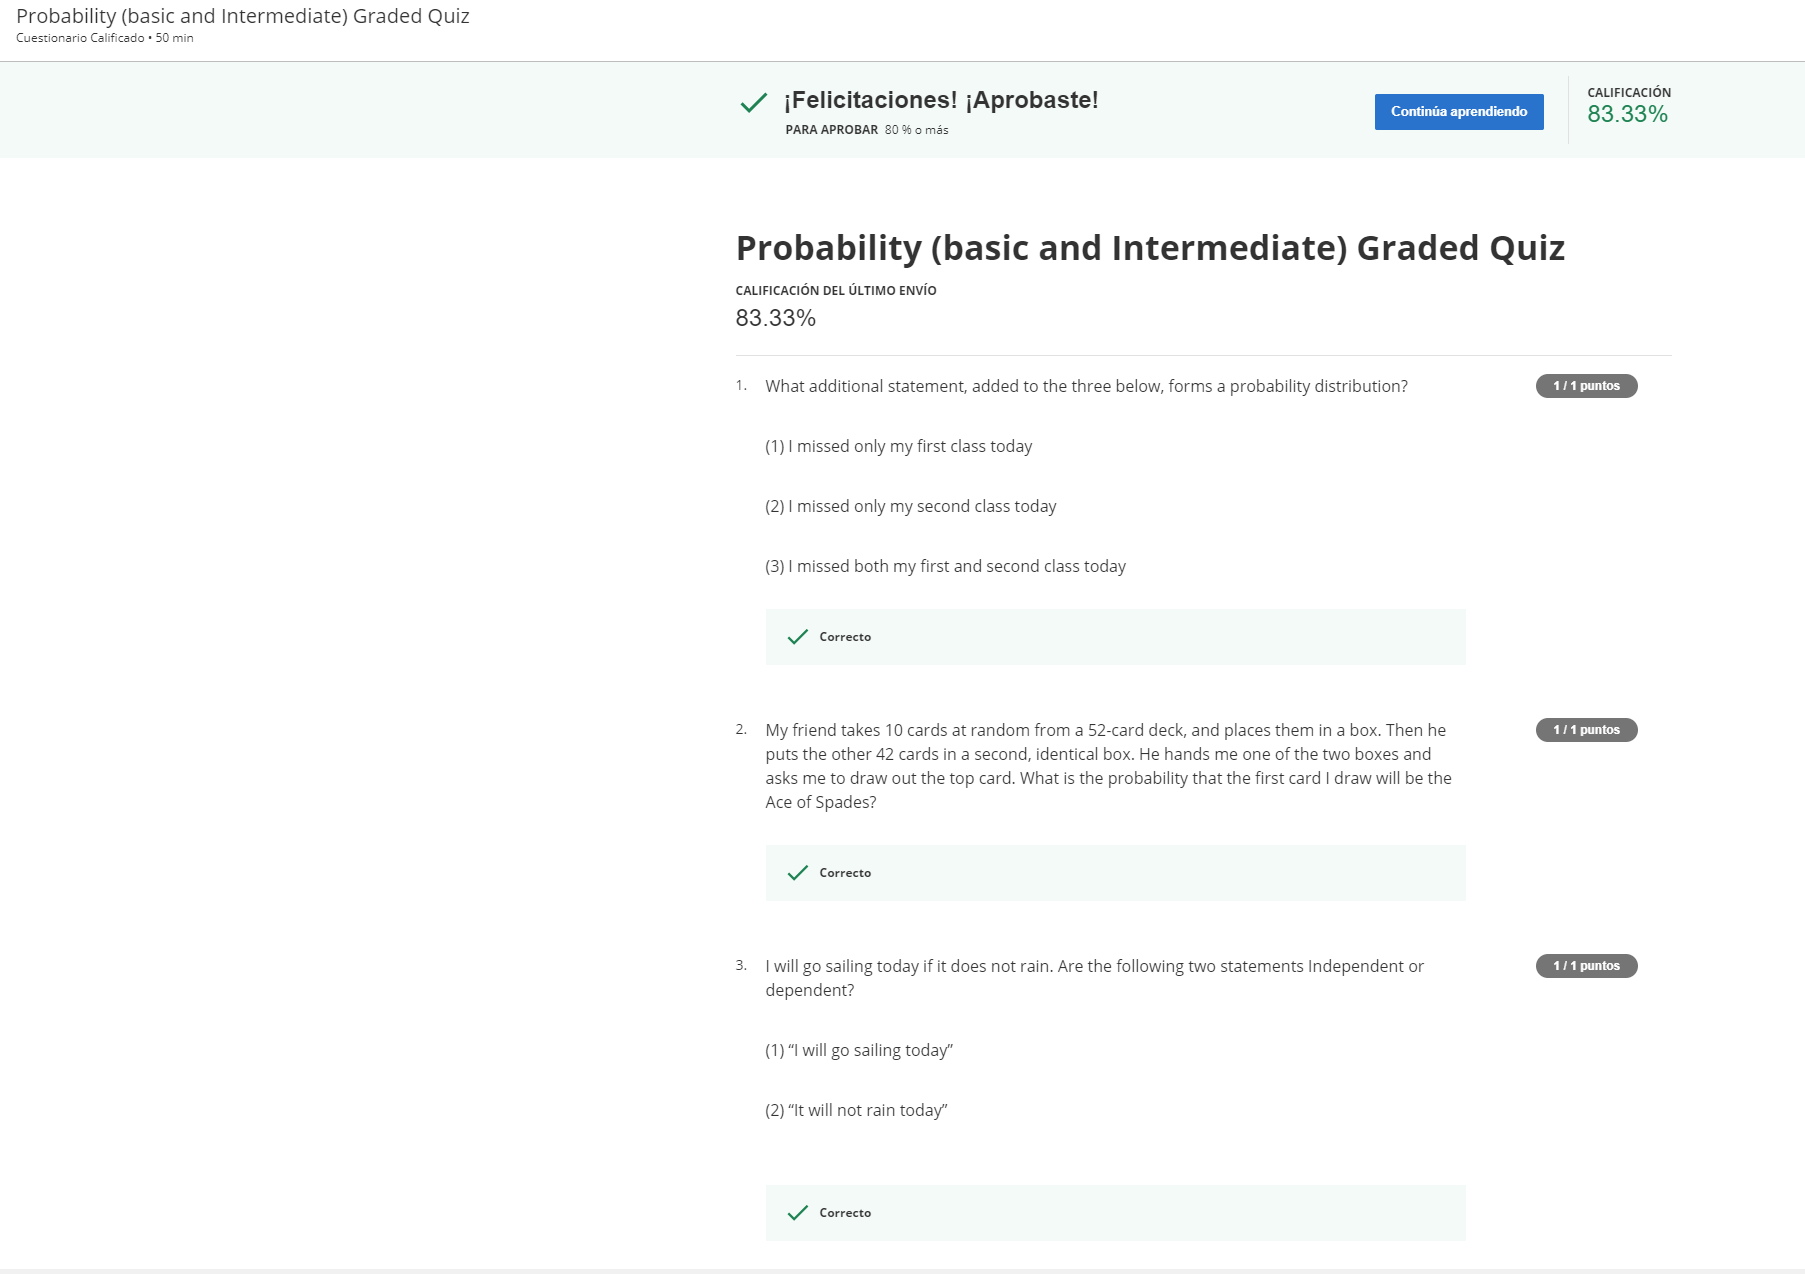 Probability (basic and Intermediate) Graded Quiz
Cuestionario Calificado • 50 min
¡Felicitaciones! ¡Aprobaste!
PARA APROBAR 80 % o más
Continúa aprendiendo
CALIFICACIÓN
83.33%
Probability (basic and Intermediate) Graded Quiz
CALIFICACIÓN DEL ÚLTIMO ENVÍO
83.33%
1. What additional statement, added to the three below, forms a probability distribution?
1 / 1 puntos
(1) I missed only my first class today
(2) I missed only my second class today
(3) I missed both my first and second class today
Correcto
2. My friend takes 10 cards at random from a 52-card deck, and places them in a box. Then he
1 / 1 puntos
puts the other 42 cards in a second, identical box. He hands me one of the two boxes and
asks me to draw out the top card. What is the probability that the first card I draw will be the
Ace of Spades?
Correcto
3. I will go sailing today if it does not rain. Are the following two statements Independent or
1 / 1 puntos
dependent?
(1) “I will go sailing today”
(2) “It will not rain today”
Correcto